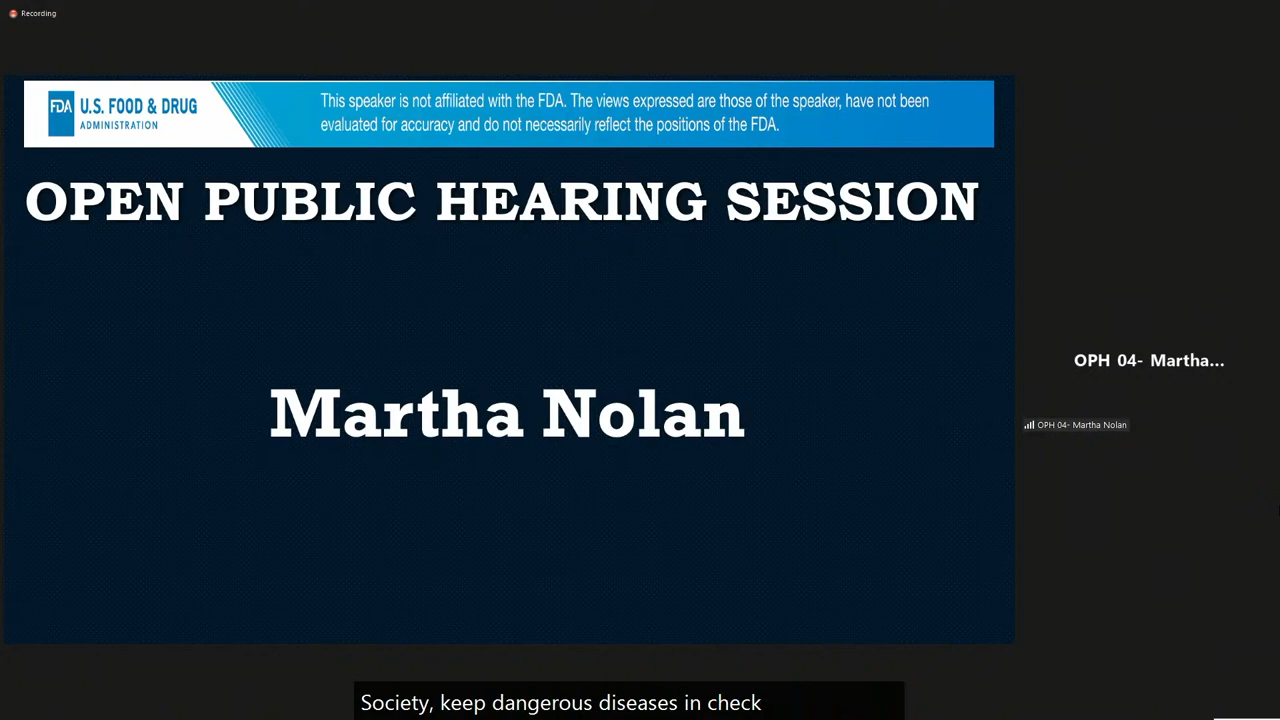 Recording
FDA
U.S. FOOD & DRUG
ADMINISTRATION
This speaker is not affiliated with the FDA. The views expressed are those of the speaker, have not been
evaluated for accuracy and do not necessarily reflect the positions of the FDA.
OPEN PUBLIC HEARING SESSION
Martha Nolan
OPH 04- Martha...
OPH 04- Martha Nolan
Society, keep dangerous diseases in check